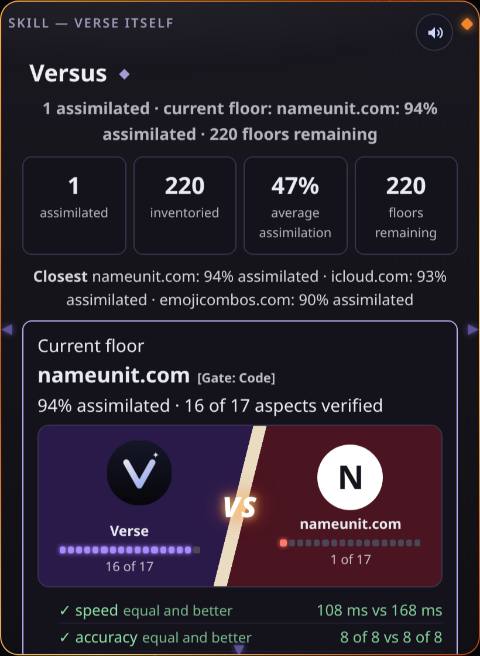 SKILL — VERSE ITSELF
Versus
1 assimilated · current floor: nameunit.com: 94%
assimilated · 220 floors remaining
1
assimilated
220
inventoried
47%
average
assimilation
220
floors
remaining
Closest nameunit.com: 94% assimilated · icloud.com: 93%
assimilated · emojicombos.com: 90% assimilated
Current floor
nameunit.com [Gate: Code]
94% assimilated · 16 of 17 aspects verified
V
N
VS
Verse
16 of 17
nameunit.com
1 of 17
✓ speed equal and better 108 ms vs 168 ms
✓ accuracy equal and better 8 of 8 vs 8 of 8